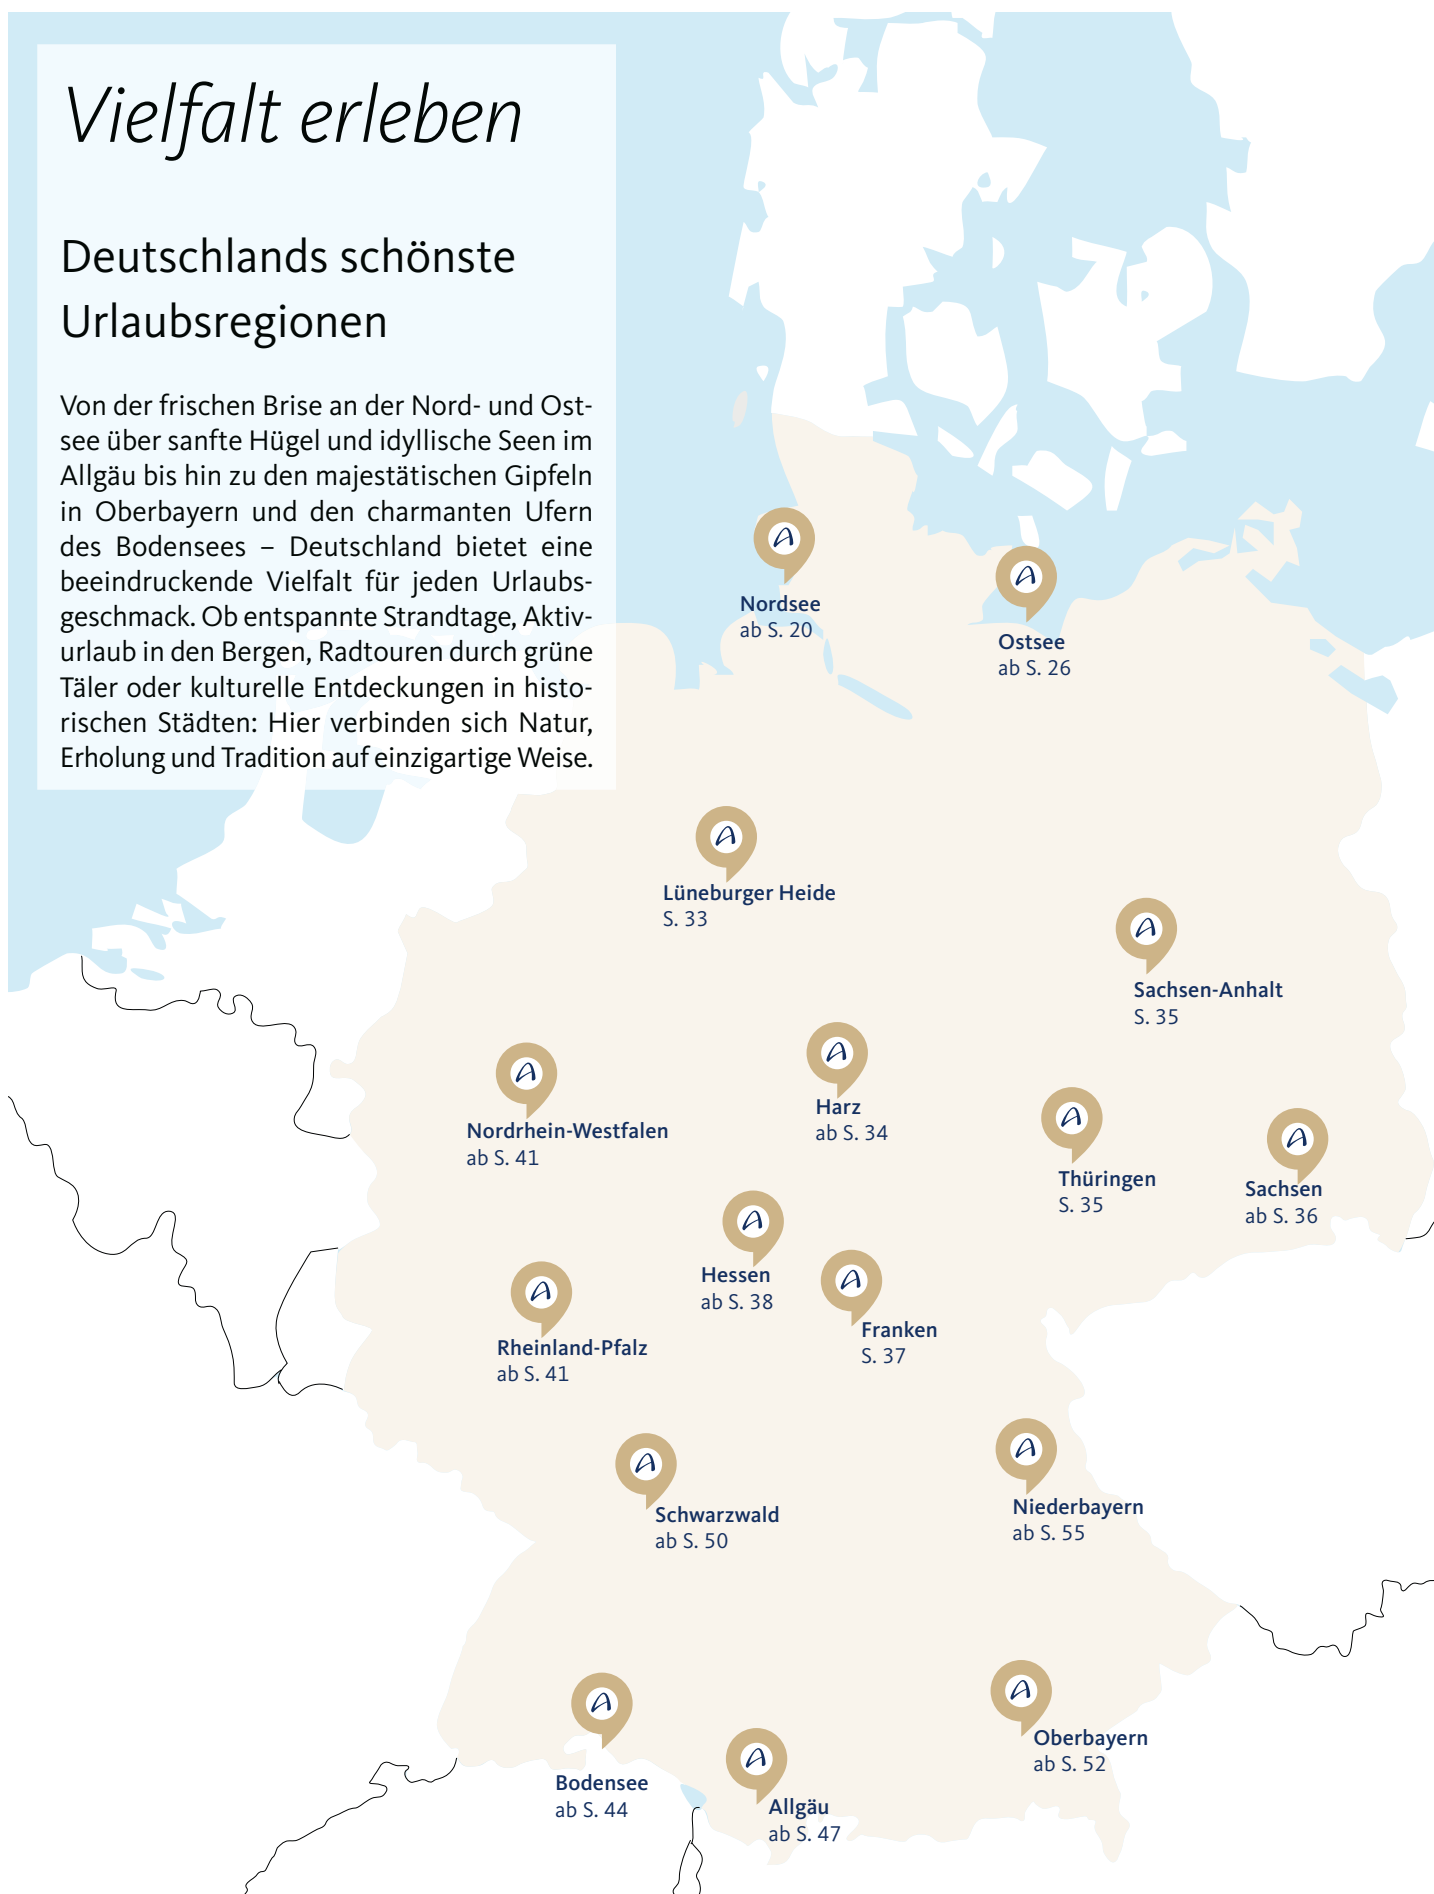 Vielfalt erleben
Deutschlands schönste
Urlaubsregionen
Von der frischen Brise an der Nord- und Ost-
see über sanfte Hügel und idyllische Seen im
Allgäu bis hin zu den majestätischen Gipfeln
in Oberbayern und den charmanten Ufern
des Bodensees – Deutschland bietet eine
beeindruckende Vielfalt für jeden Urlaubs-
geschmack. Ob entspannte Strandtage, Aktiv-
urlaub in den Bergen, Radtouren durch grüne
Täler oder kulturelle Entdeckungen in histo-
rischen Städten: Hier verbinden sich Natur,
Erholung und Tradition auf einzigartige Weise.
Nordsee
ab S. 20
Ostsee
ab S. 26
Lüneburger Heide
S. 33
Sachsen-Anhalt
S. 35
Harz
ab S. 34
Nordrhein-Westfalen
ab S. 41
Thüringen
S. 35
Sachsen
ab S. 36
Hessen
ab S. 38
Franken
S. 37
Rheinland-Pfalz
ab S. 41
Schwarzwald
ab S. 50
Niederbayern
ab S. 55
Oberbayern
ab S. 52
Bodensee
ab S. 44
Allgäu
ab S. 47